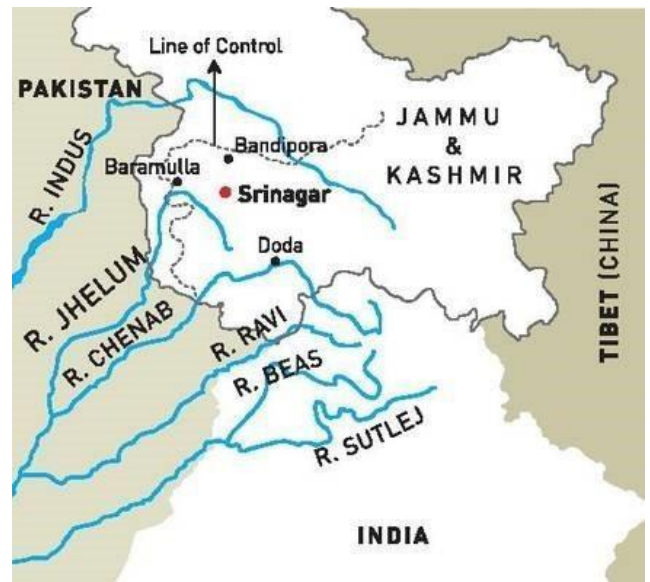 Line of Control
PAKISTAN
JAMMU
&
KASHMIR
Bandipora
Baramulla
Srinagar
R. INDUS
Doda
R. JHELUM
R. CHENAB
R. RAVI
R. BEAS
R. SUTLEJ
TIBET (CHINA)
INDIA